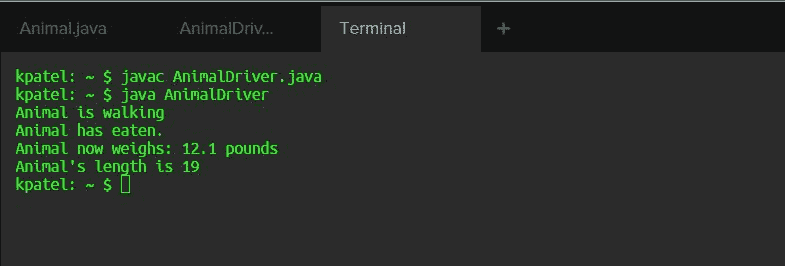 Animal.java AnimalDriv... Terminal +
kpatel: ~ $ javac AnimalDriver.java
kpatel: ~ $ java AnimalDriver
Animal is walking
Animal has eaten.
Animal now weighs: 12.1 pounds
Animal's length is 19
kpatel: ~ $